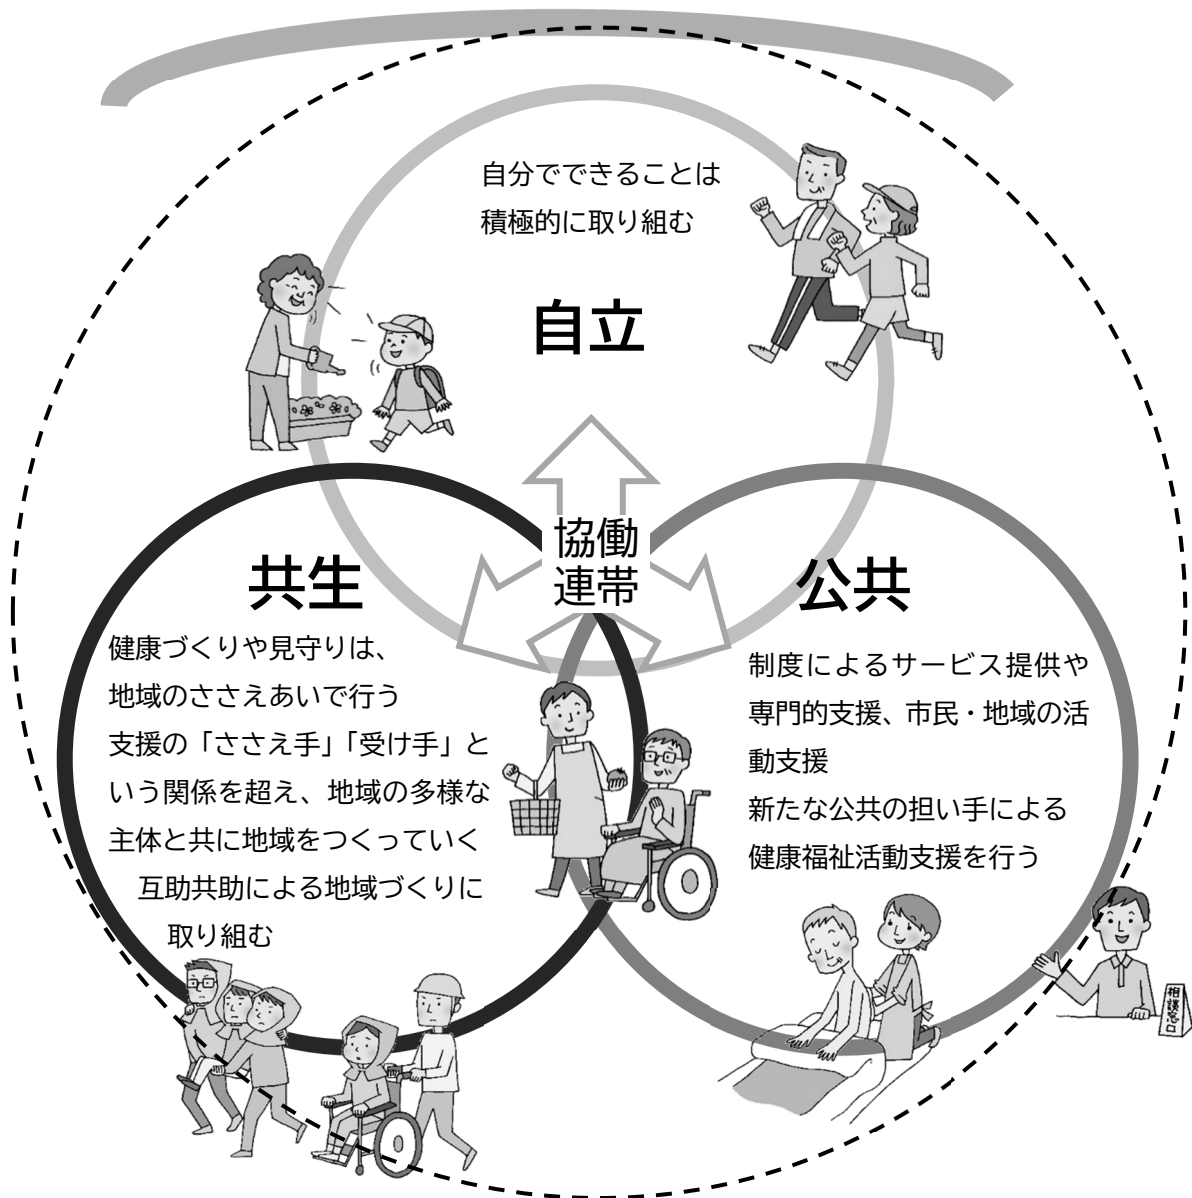 自分でできることは
積極的に取り組む
自立
協働
連帯
共生
健康づくりや見守りは、
地域のささえあいで行う
支援の「ささえ手」「受け手」と
いう関係を超え、地域の多様な
主体と共に地域をつくっていく
互助共助による地域づくりに
取り組む
公共
制度によるサービス提供や
専門的支援、市民・地域の活
動支援
新たな公共の担い手による
健康福祉活動支援を行う
相談窓口